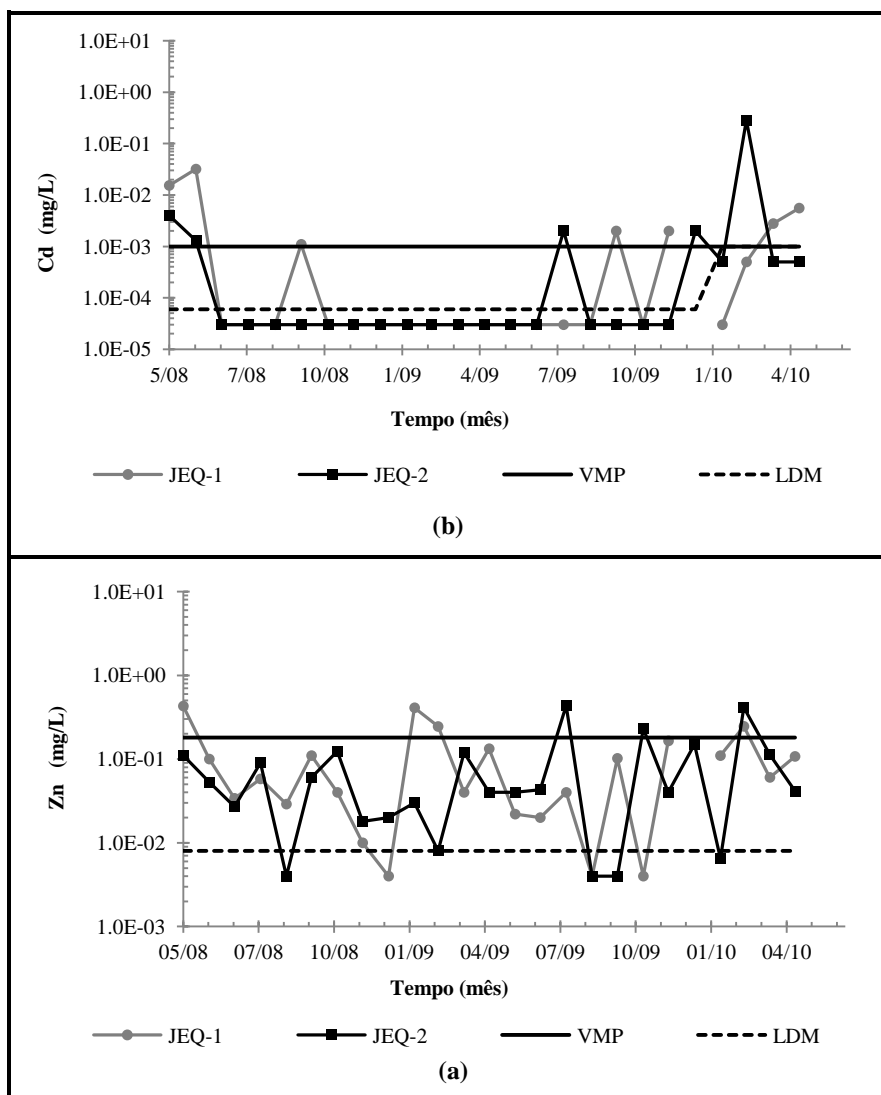 1.0E+01
1.0E+00
1.0E-01
1.0E-02
1.0E-03
1.0E-04
1.0E-05
Cd (mg/L)
5/08 7/08 10/08 1/09 4/09 7/09 10/09 1/10 4/10
Tempo (mês)
JEQ-1 JEQ-2 VMP LDM
(b)
1.0E+01
1.0E+00
1.0E-01
1.0E-02
1.0E-03
Zn (mg/L)
05/08 07/08 10/08 01/09 04/09 07/09 10/09 01/10 04/10
Tempo (mês)
JEQ-1 JEQ-2 VMP LDM
(a)